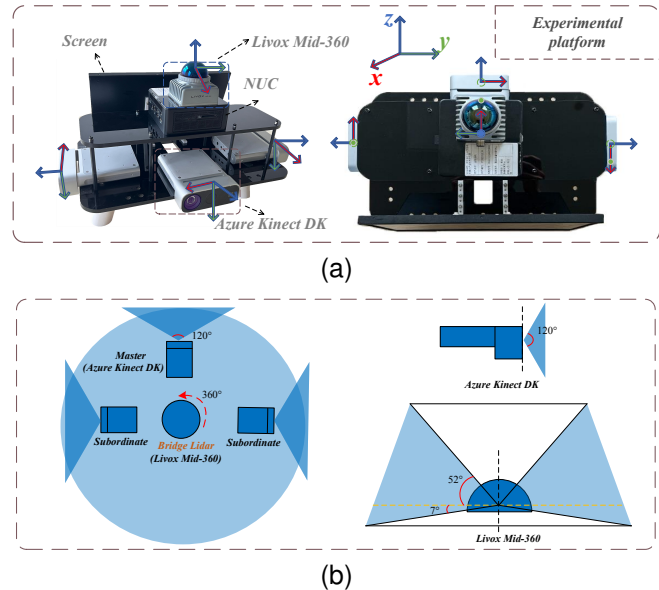 Screen
Livox Mid-360
NUC
Azure Kinect DK
z
y
x
Experimental
platform
(a)
120°
Master
(Azure Kinect DK)
360°
Subordinate
Subordinate
Bridge Lidar
(Livox Mid-360)
120°
Azure Kinect DK
52°
7°
Livox Mid-360
(b)